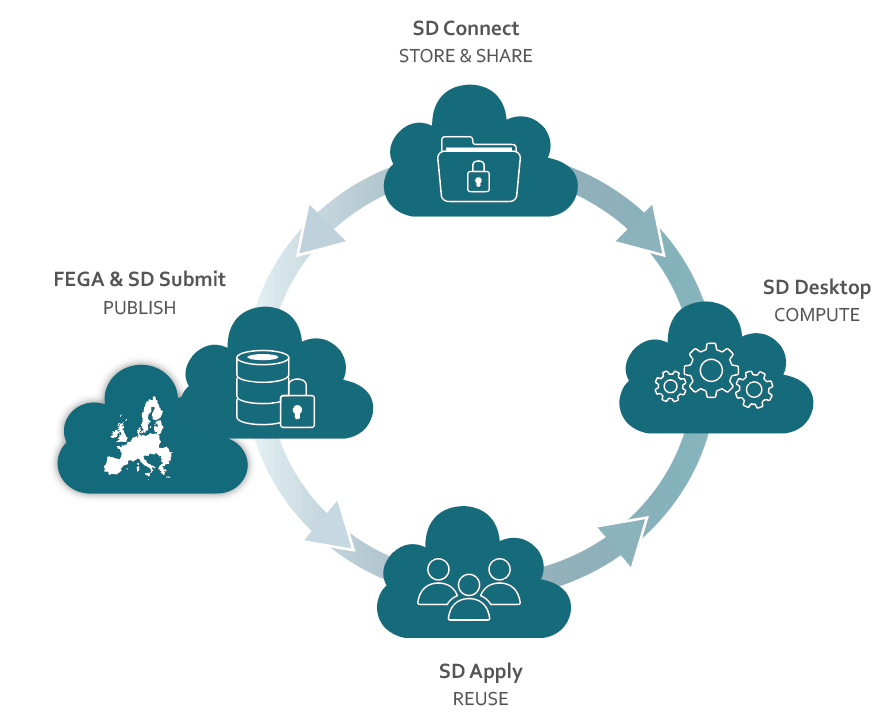 SD Connect
STORE & SHARE
FEGA & SD Submit
PUBLISH
SD Desktop
COMPUTE
SD Apply
REUSE